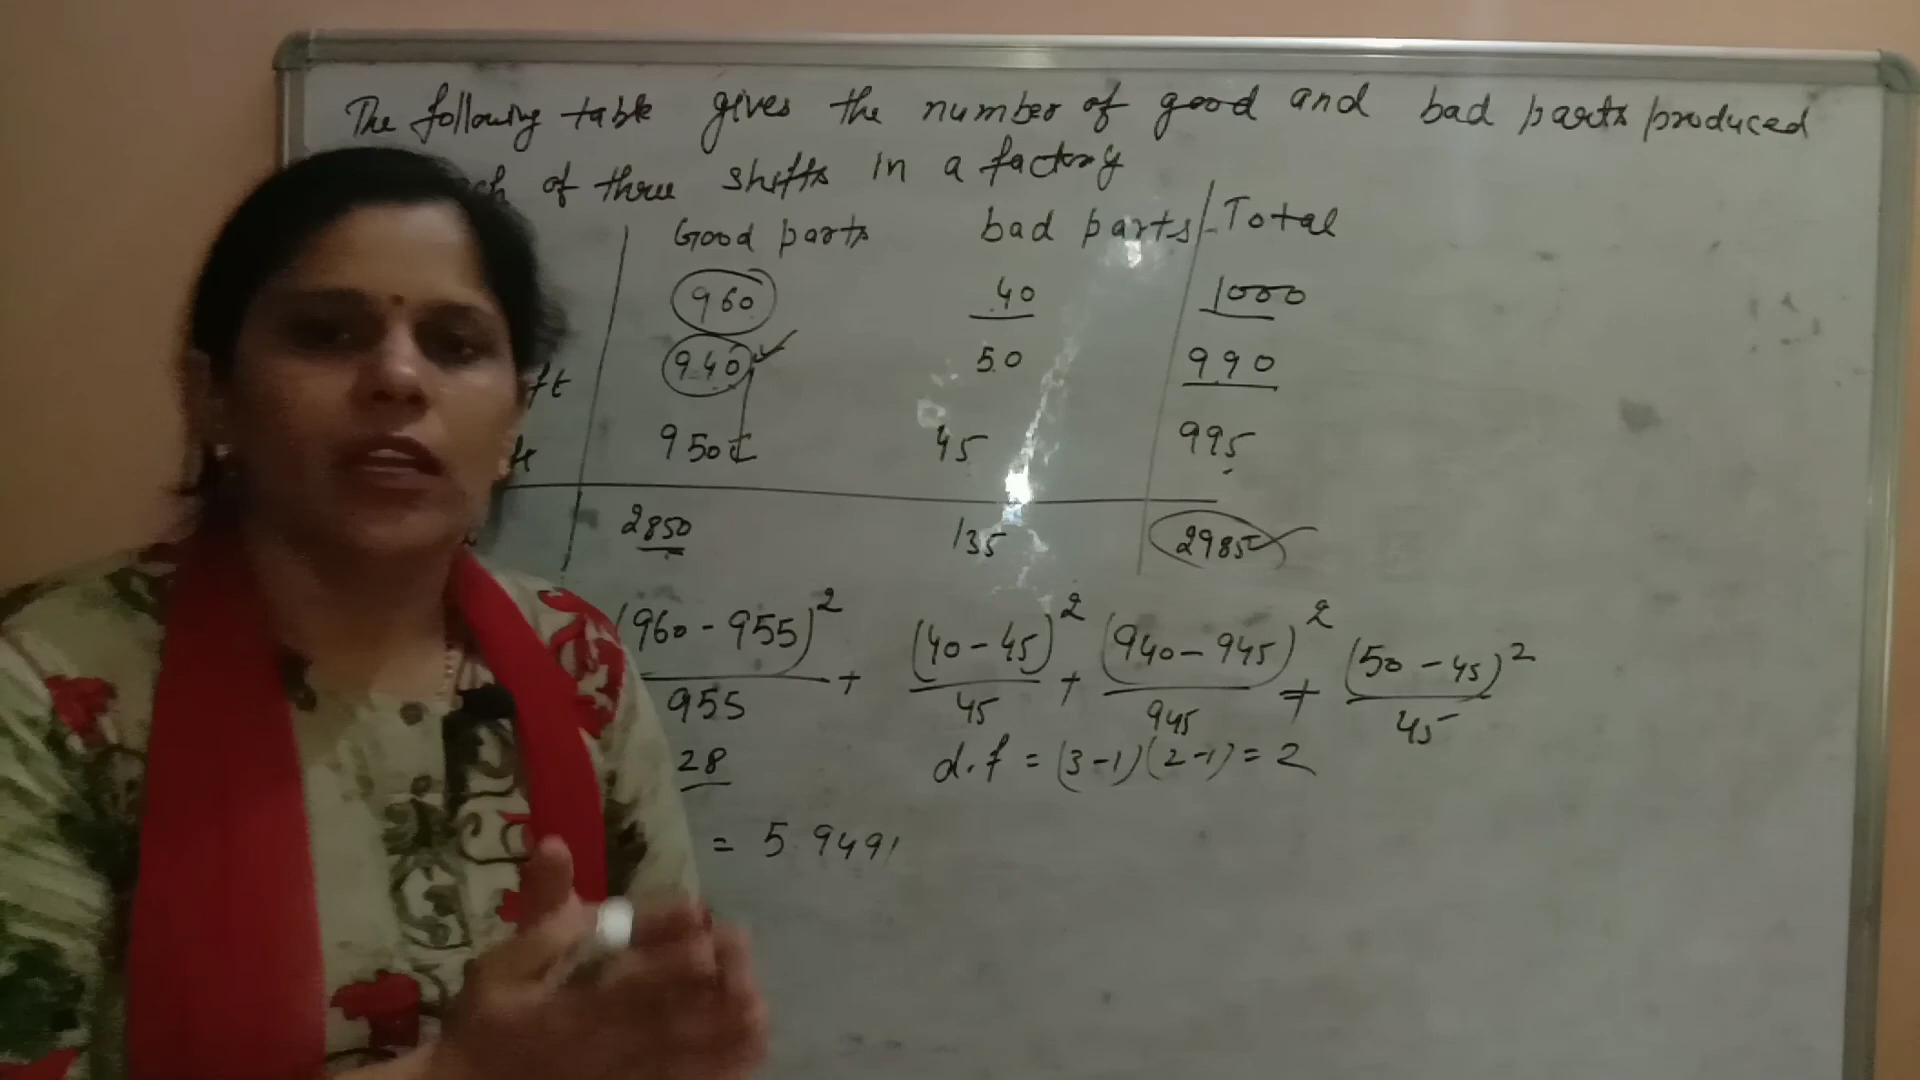 The following table gives the number of good and bad parts produced
of three shifts in a factory
Good parts bad parts Total
960 40 1000
940 50 990
950 45 995
2850 135 2985
(960-955)² + (40-45)² + (940-945)² + (50-45)²
955 45 945 45
28 d.f = (3-1)(2-1)=2
= 5.9491